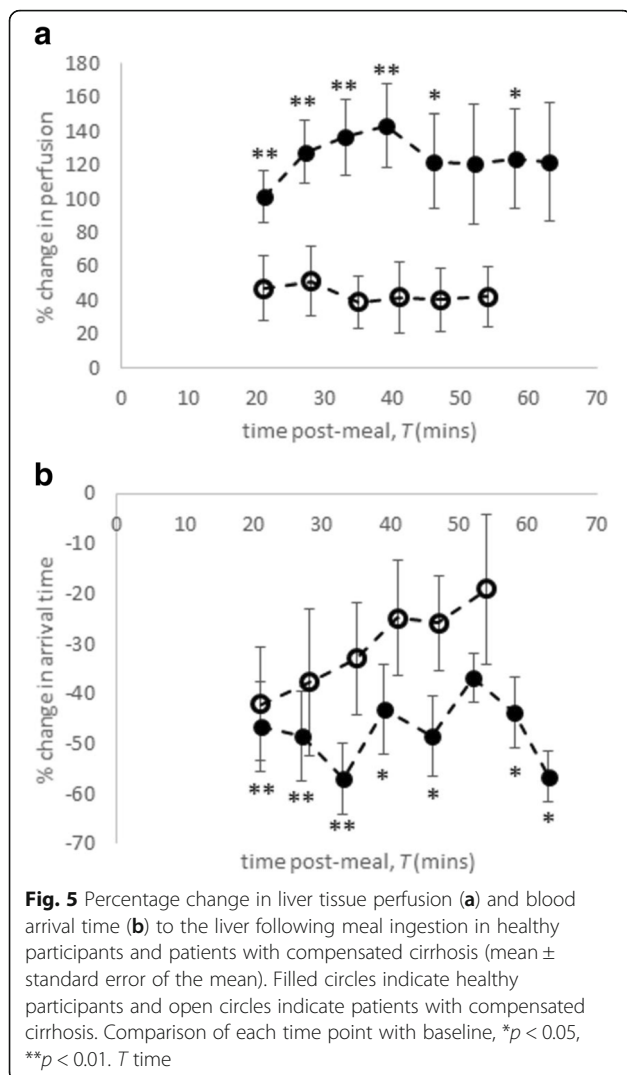 a
180
160
140
120
100
80
60
40
20
0
% change in perfusion
** ** ** ** * *
0 10 20 30 40 50 60 70
time post-meal, T (mins)
b
0
-10
-20
-30
-40
-50
-60
-70
% change in arrival time
0 10 20 30 40 50 60 70
** ** ** * * * *
time post-meal, T (mins)
Fig. 5 Percentage change in liver tissue perfusion (a) and blood
arrival time (b) to the liver following meal ingestion in healthy
participants and patients with compensated cirrhosis (mean ±
standard error of the mean). Filled circles indicate healthy
participants and open circles indicate patients with compensated
cirrhosis. Comparison of each time point with baseline, *p < 0.05,
**p < 0.01. T time